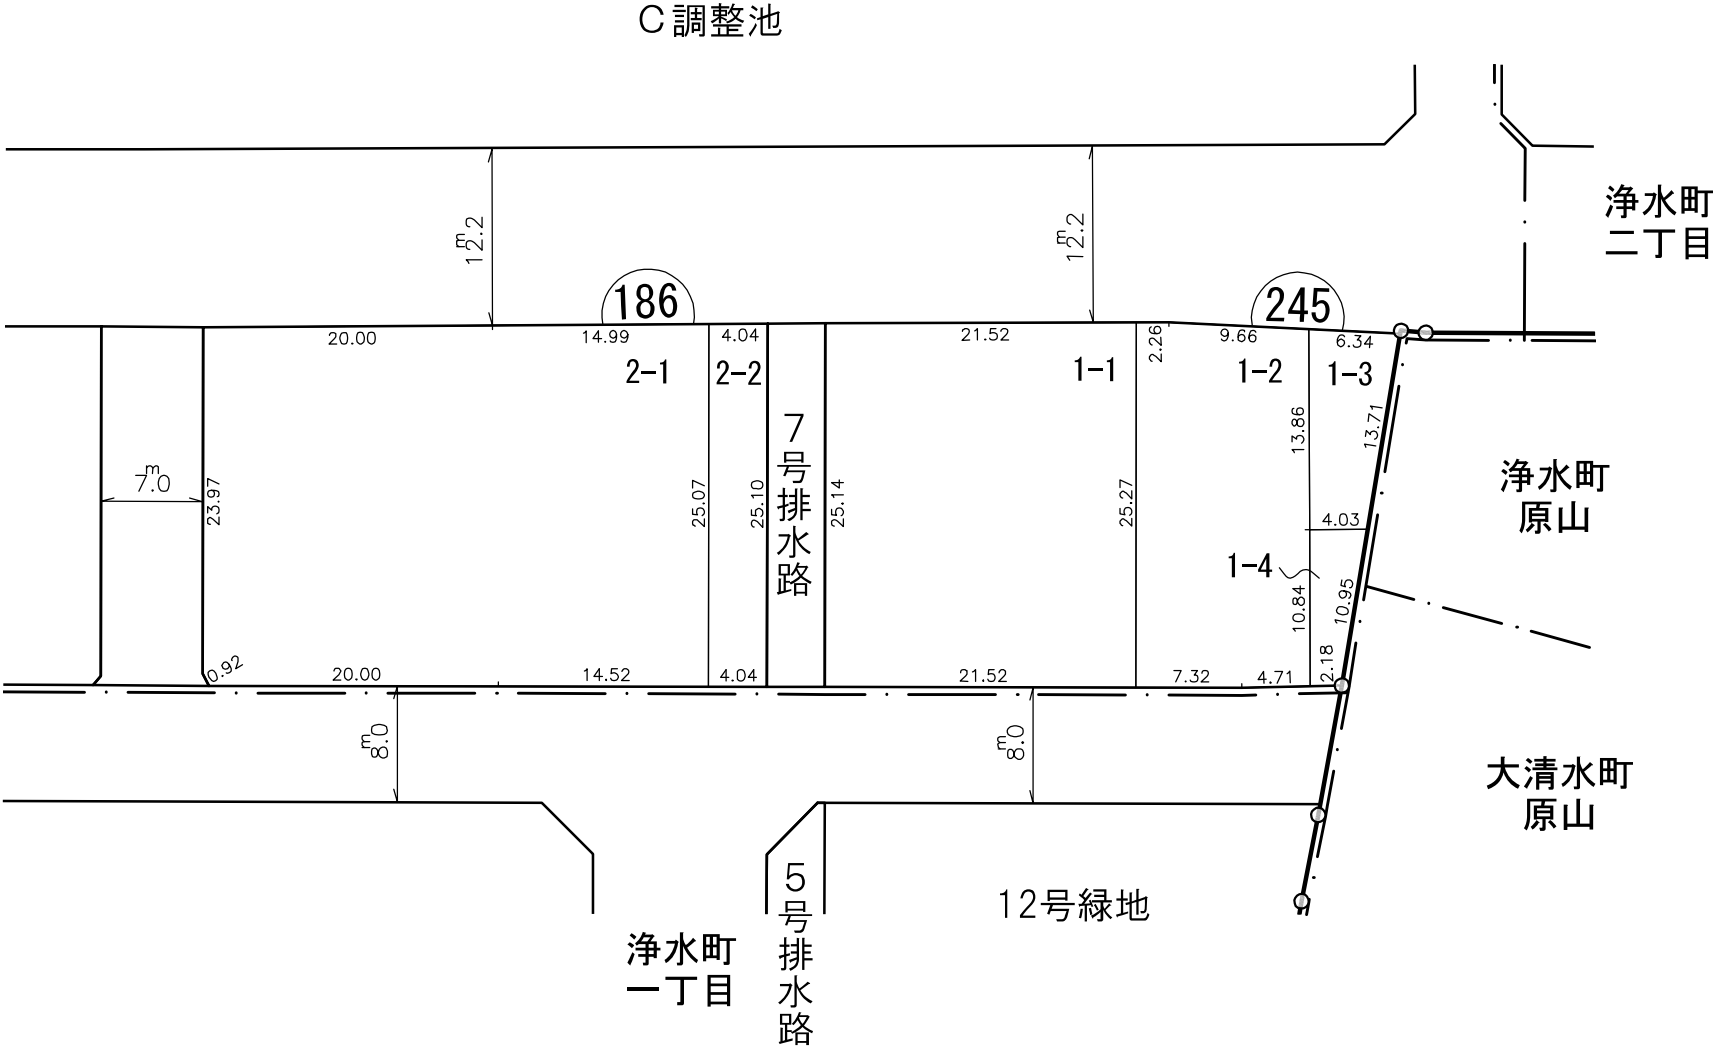 C調整池
12.2m
12.2m
浄水町
二丁目
186
245
20.00
14.99
4.04
21.52
2.26
9.66
6.34
2-1
2-2
1-1
1-2
1-3
7号排水路
7.0m
23.97
25.07
25.10
25.14
25.27
13.86
13.71
浄水町
原山
4.03
1-4
10.84
10.95
0.92
20.00
14.52
4.04
21.52
7.32
4.71
2.18
8.0m
8.0m
大清水町
原山
5号排水路
12号緑地
浄水町
一丁目